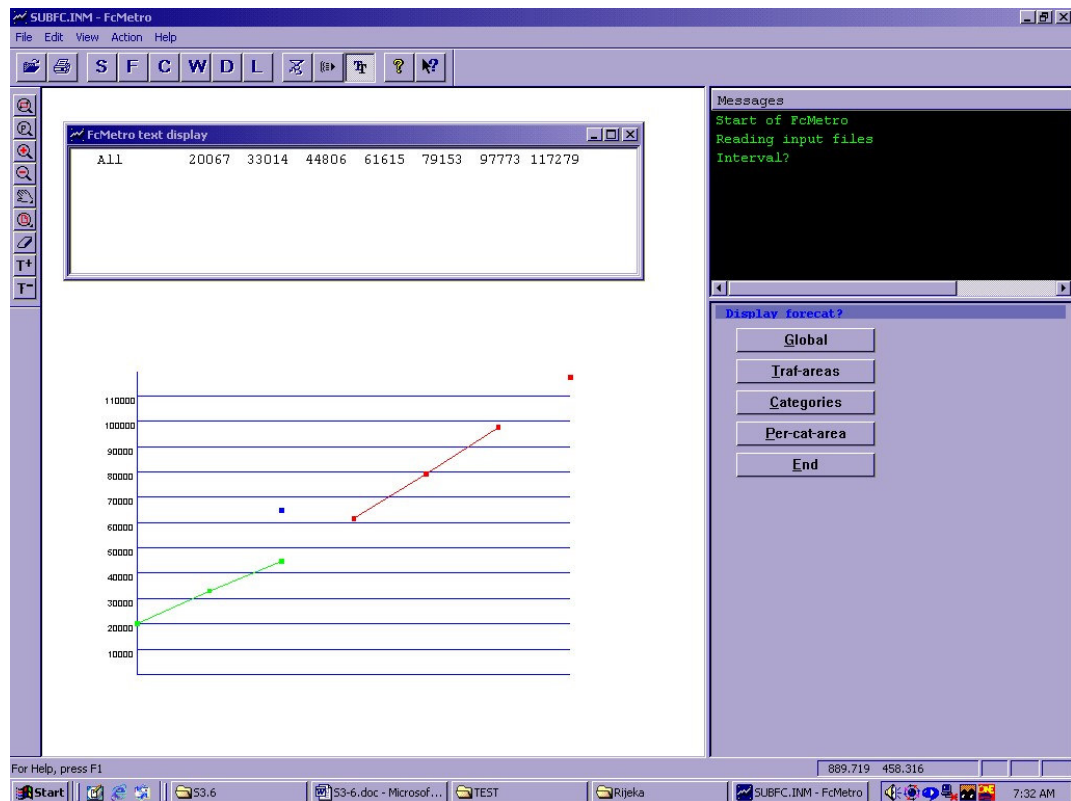 SUBFC.INM - FcMetro
File Edit View Action Help
S F C W D L TT ? ?
FcMetro text display
All 20067 33014 44806 61615 79153 97773 117279
T+
T-
110000
100000
90000
80000
70000
60000
50000
40000
30000
20000
10000
Messages
Start of FcMetro
Reading input files
Interval?
Display forecat?
Global
Traf-areas
Categories
Per-cat-area
End
For Help, press F1
889.719 458.316
Start
S3.6
S3-6.doc - Microsof...
TEST
Rijeka
SUBFC.INM - FcMetro
7:32 AM